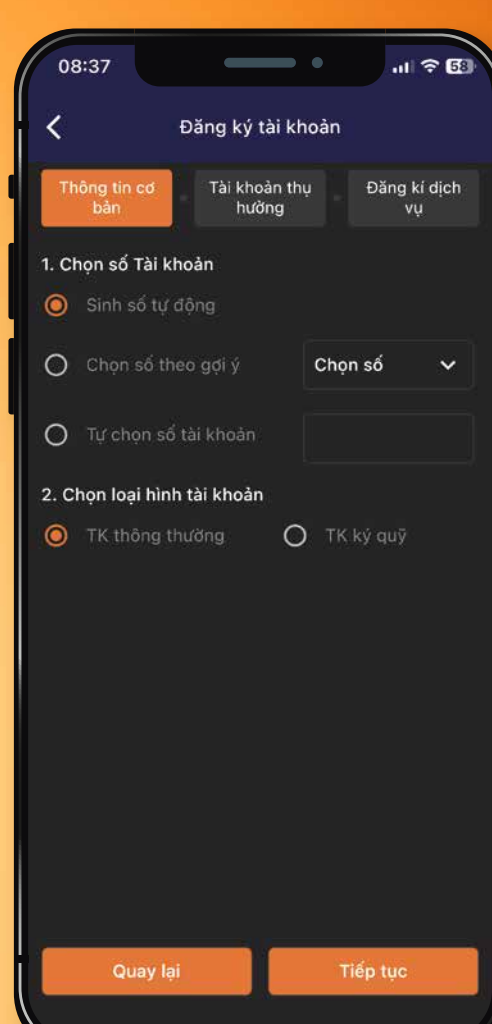 08:37
58
Đăng ký tài khoản
Thông tin cơ
bản
Tài khoản thụ
hưởng
Đăng kí dịch
vụ
1. Chọn số Tài khoản
Sinh số tự động
Chọn số theo gợi ý
Chọn số
Tự chọn số tài khoản
2. Chọn loại hình tài khoản
TK thông thường
TK ký quỹ
Quay lại
Tiếp tục